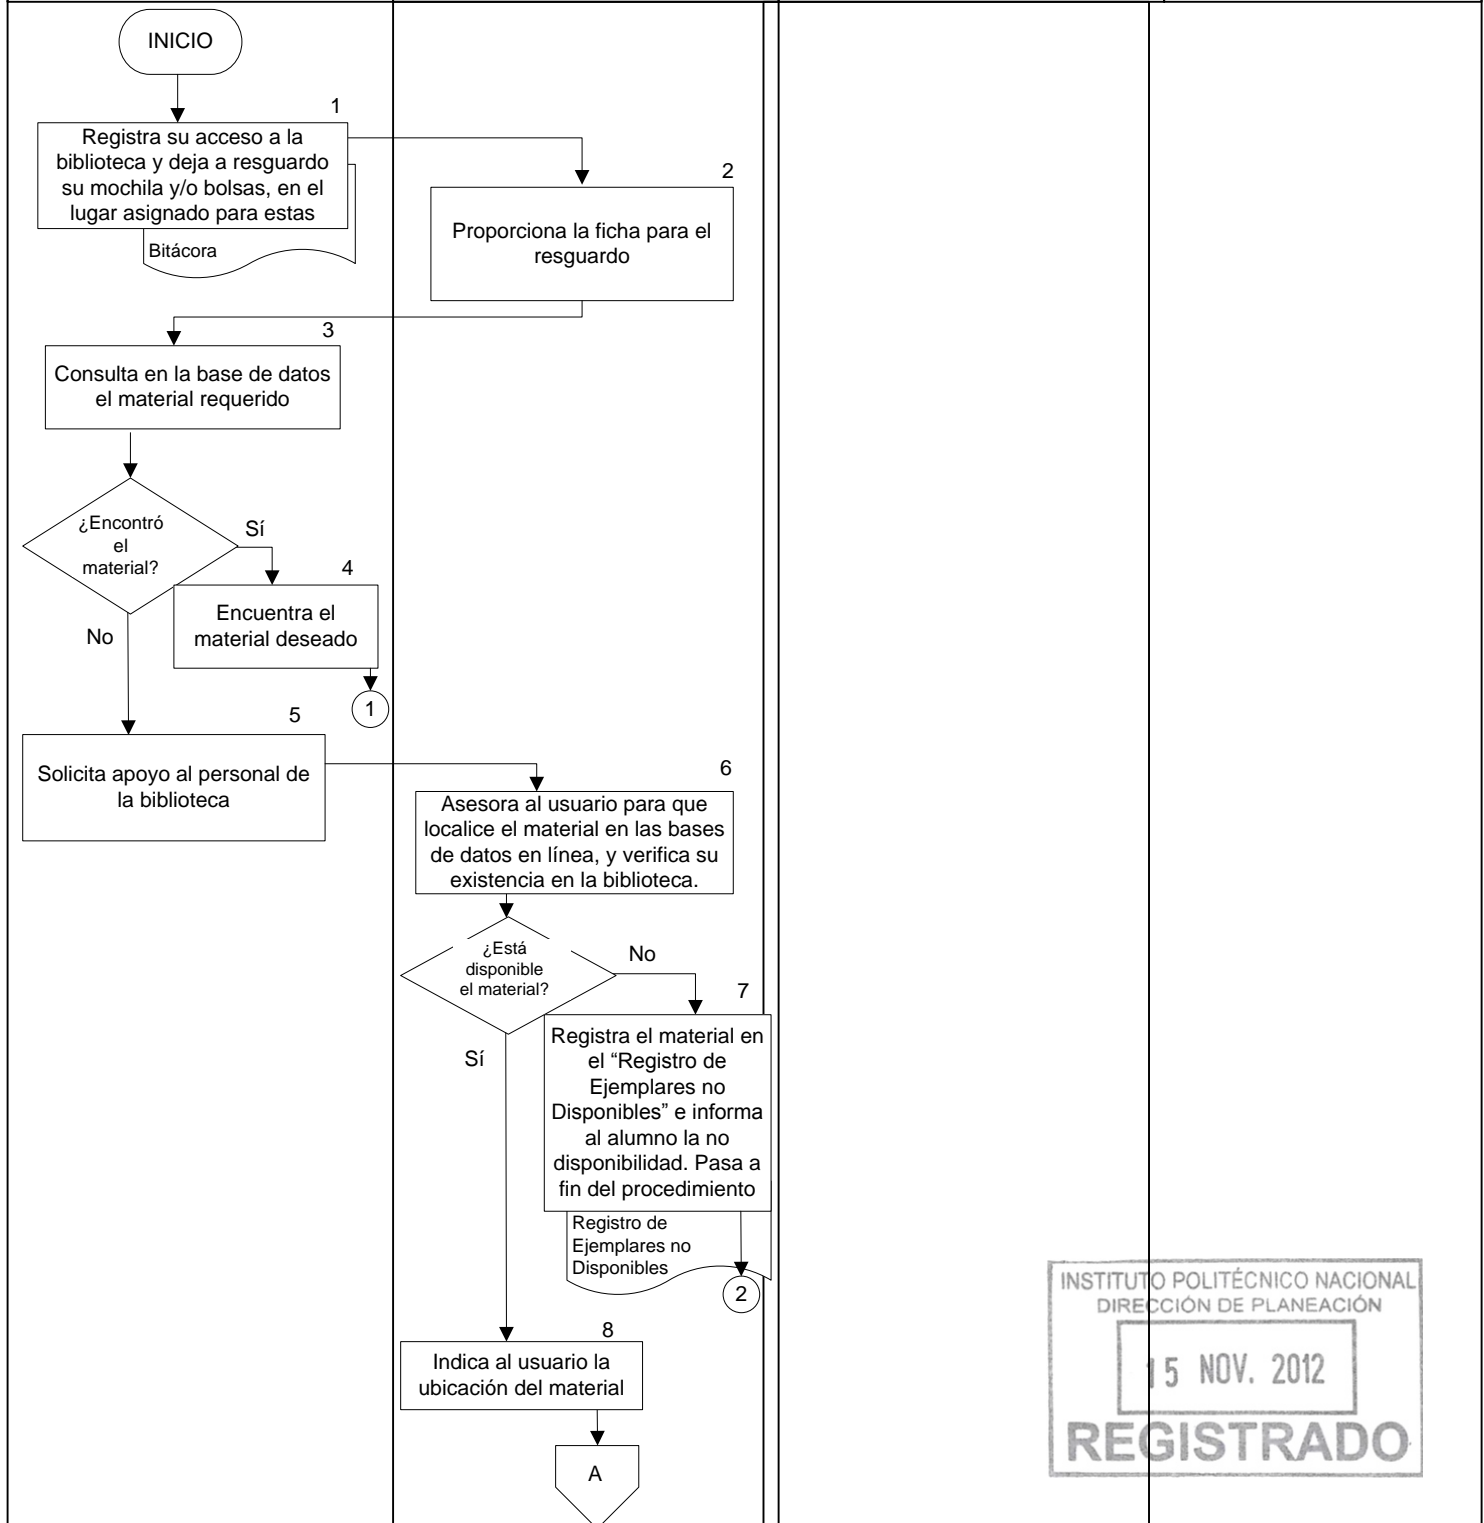 INICIO
1
Registra su acceso a la
biblioteca y deja a resguardo
su mochila y/o bolsas, en el
lugar asignado para estas
Bitácora
2
Proporciona la ficha para el
resguardo
3
Consulta en la base de datos
el material requerido
¿Encontró
el
material?
Sí
No
4
Encuentra el
material deseado
1
5
Solicita apoyo al personal de
la biblioteca
6
Asesora al usuario para que
localice el material en las bases
de datos en línea, y verifica su
existencia en la biblioteca.
¿Está
disponible
el material?
No
Sí
7
Registra el material en
el “Registro de
Ejemplares no
Disponibles” e informa
al alumno la no
disponibilidad. Pasa a
fin del procedimiento
Registro de
Ejemplares no
Disponibles
2
8
Indica al usuario la
ubicación del material
A
INSTITUTO POLITÉCNICO NACIONAL
DIRECCIÓN DE PLANEACIÓN
15 NOV. 2012
REGISTRADO